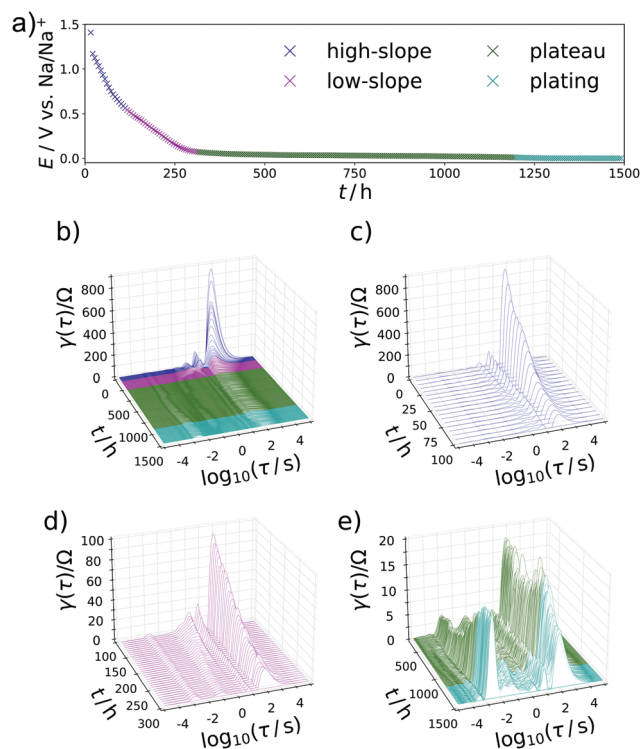 a)
E / V vs. Na/Na⁺
1.5
1.0
0.5
0.0
high-slope
low-slope
plateau
plating
0 250 500 750 1000 1250 1500
t / h
b)
γ(τ)/Ω
800
600
400
200
0
0
500
1000
1500
t / h
-4 -2 0 2 4
log₁₀(τ / s)
c)
γ(τ)/Ω
800
600
400
200
0
0
25
50
75
100
t / h
-4 -2 0 2 4
log₁₀(τ / s)
d)
γ(τ)/Ω
100
80
60
40
20
0
100
150
200
250
300
t / h
-4 -2 0 2 4
log₁₀(τ / s)
e)
γ(τ)/Ω
20
15
10
5
0
500
1000
1500
t / h
-4 -2 0 2 4
log₁₀(τ / s)